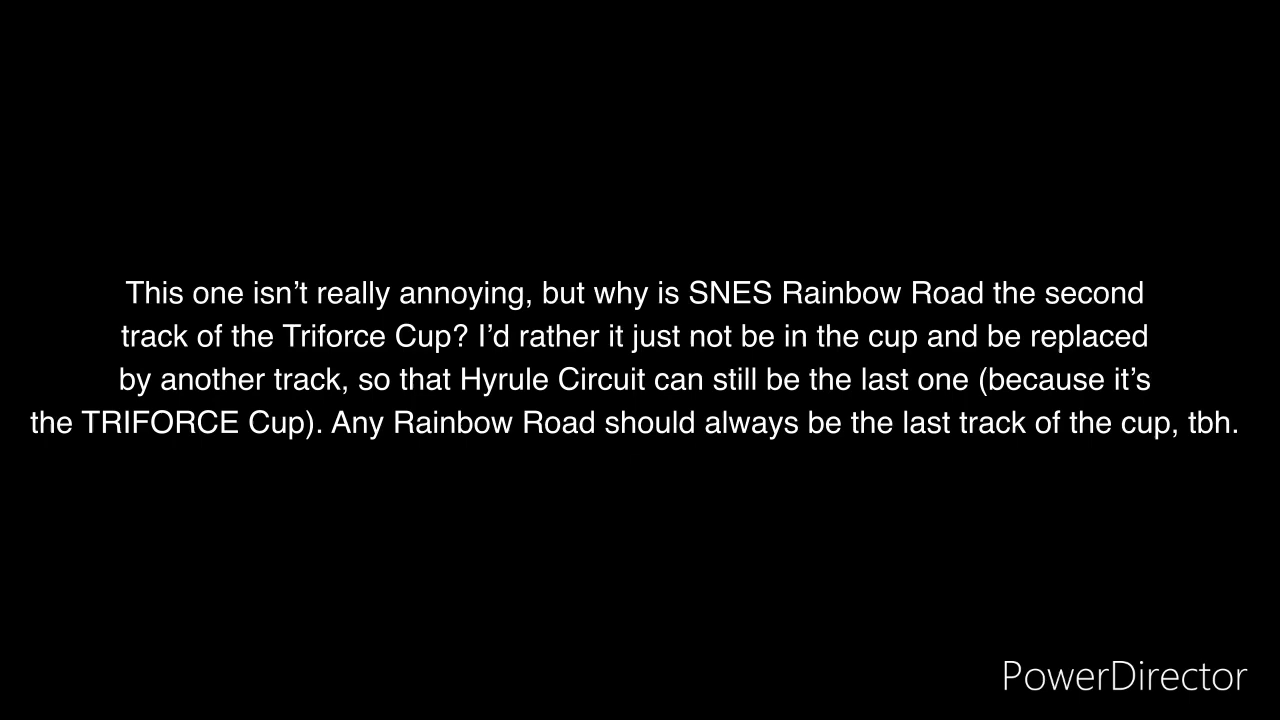 This one isn’t really annoying, but why is SNES Rainbow Road the second
track of the Triforce Cup? I’d rather it just not be in the cup and be replaced
by another track, so that Hyrule Circuit can still be the last one (because it’s
the TRIFORCE Cup). Any Rainbow Road should always be the last track of the cup, tbh.
PowerDirector